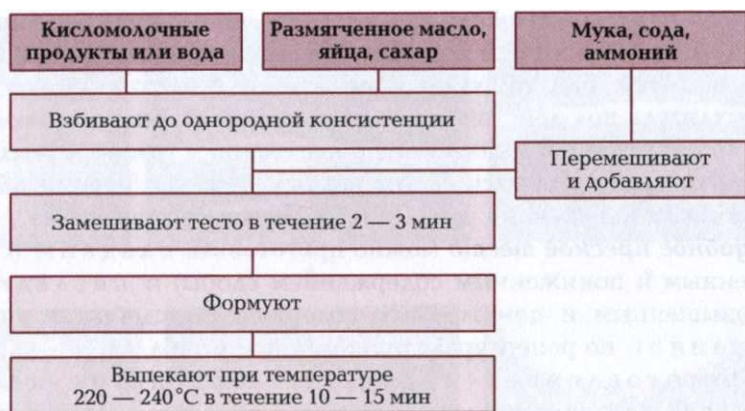 Кисломолочные
продукты или вода
Размягченное масло,
яйца, сахар
Мука, сода,
аммоний
Взбивают до однородной консистенции
Перемешивают
и добавляют
Замешивают тесто в течение 2 — 3 мин
Формуют
Выпекают при температуре
220 — 240 °С в течение 10 — 15 мин